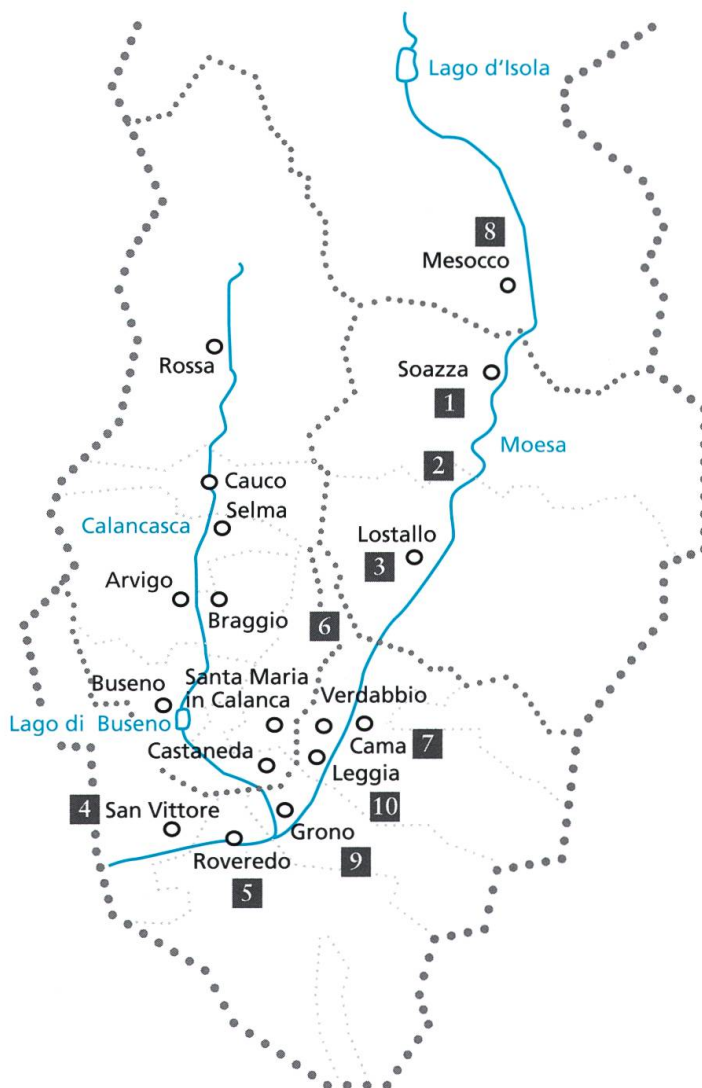 Lago d'Isola
8
Mesocco
Rossa
Soazza
1
Moesa
2
Cauco
Selma
Calancasca
Lostallo
3
Arvigo
Braggio
6
Buseno
Santa Maria
in Calanca
Verdabbio
Lago di Buseno
Castaneda
Cama
7
Leggia
4
San Vittore
10
Grono
Roveredo
9
5